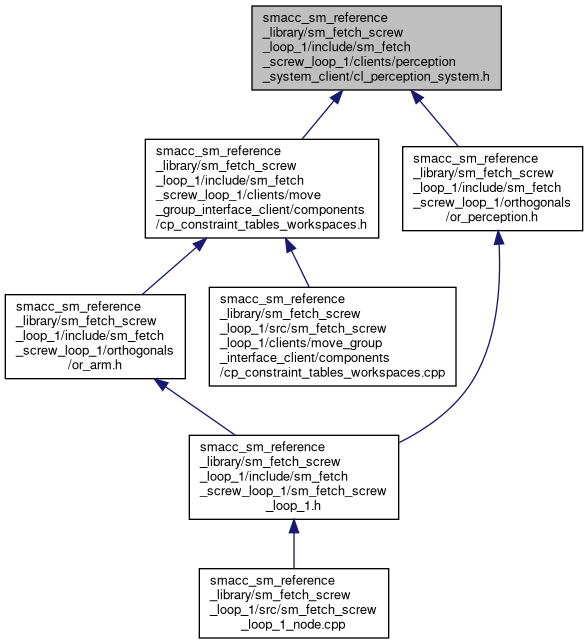 smacc_sm_reference
_library/sm_fetch_screw
_loop_1/include/sm_fetch
_screw_loop_1/clients/perception
_system_client/cl_perception_system.h
smacc_sm_reference
_library/sm_fetch_screw
_loop_1/include/sm_fetch
_screw_loop_1/clients/move
_group_interface_client/components
/cp_constraint_tables_workspaces.h
smacc_sm_reference
_library/sm_fetch_screw
_loop_1/include/sm_fetch
_screw_loop_1/orthogonals
/or_perception.h
smacc_sm_reference
_library/sm_fetch_screw
_loop_1/include/sm_fetch
_screw_loop_1/orthogonals
/or_arm.h
smacc_sm_reference
_library/sm_fetch_screw
_loop_1/src/sm_fetch_screw
_loop_1/clients/move_group
_interface_client/components
/cp_constraint_tables_workspaces.cpp
smacc_sm_reference
_library/sm_fetch_screw
_loop_1/include/sm_fetch
_screw_loop_1/sm_fetch_screw
_loop_1.h
smacc_sm_reference
_library/sm_fetch_screw
_loop_1/src/sm_fetch_screw
_loop_1_node.cpp